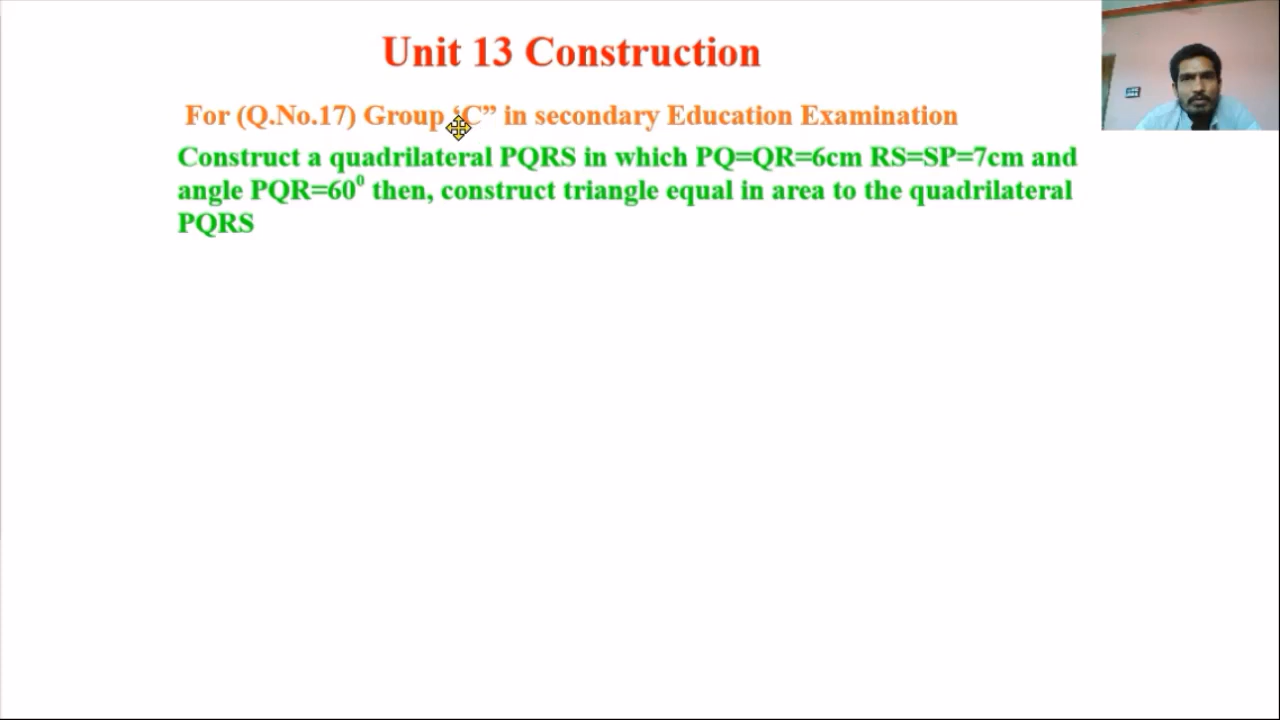 Unit 13 Construction
For (Q.No.17) Group ‘C” in secondary Education Examination
Construct a quadrilateral PQRS in which PQ=QR=6cm RS=SP=7cm and
angle PQR=60⁰ then, construct triangle equal in area to the quadrilateral
PQRS